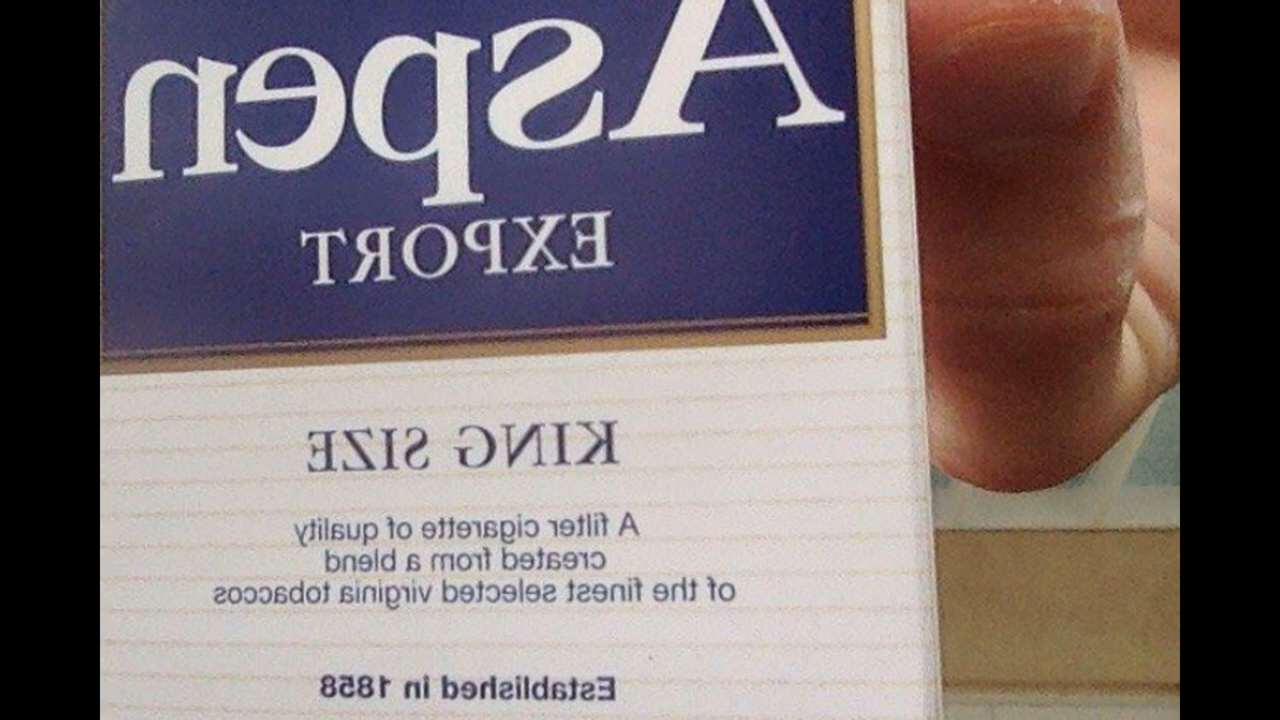 Aspen
EXPORT
KING SIZE
A filter cigarette of quality
created from a blend
of the finest selected virginia tobaccos
Established in 1858